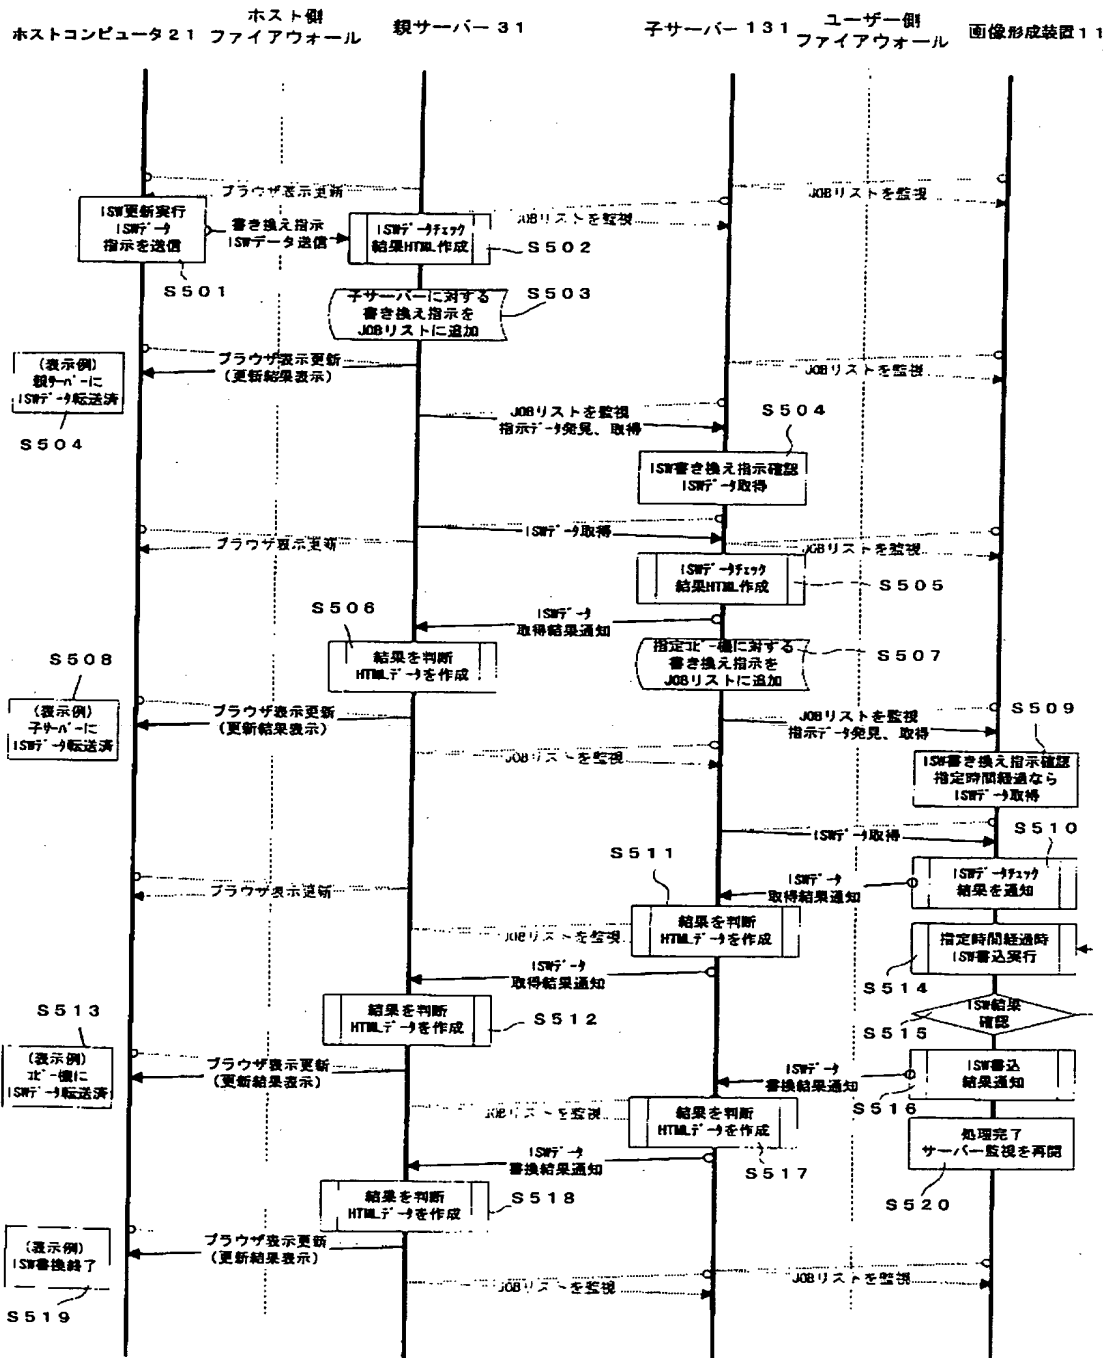 ホストコンピュータ21
ホスト側
ファイアウォール
親サーバー31
子サーバー131
ユーザー側
ファイアウォール
画像形成装置11
ブラウザ表示更新
JOBリストを監視
JOBリストを監視
ISW更新実行
ISWデータ
指示を送信
S501
書き換え指示
ISWデータ送信
ISWデータチェック
結果HTML作成
S502
子サーバーに対する
書き換え指示を
JOBリストに追加
S503
(表示例)
親サーバーに
ISWデータ転送済
S504
ブラウザ表示更新
(更新結果表示)
JOBリストを監視
JOBリストを監視
指示データ発見、取得
S504
ISW書き換え指示確認
ISWデータ取得
ブラウザ表示更新
ISWデータ取得
JOBリストを監視
ISWデータチェック
結果HTML作成
S505
S506
ISWデータ
取得結果通知
結果を判断
HTMLデータを作成
指定コピー機に対する
書き換え指示を
JOBリストに追加
S507
S508
(表示例)
子サーバーに
ISWデータ転送済
ブラウザ表示更新
(更新結果表示)
JOBリストを監視
指示データ発見、取得
S509
JOBリストを監視
ISW書き換え指示確認
指定時間経過なら
ISWデータ取得
ISWデータ取得
S510
S511
ブラウザ表示更新
ISWデータ
取得結果通知
ISWデータチェック
結果を通知
JOBリストを監視
結果を判断
HTMLデータを作成
指定時間経過時
ISW書込実行
S514
ISWデータ
取得結果通知
S513
結果を判断
HTMLデータを作成
S512
ISW結果
確認
S515
(表示例)
コピー機に
ISWデータ転送済
ブラウザ表示更新
(更新結果表示)
ISWデータ
書換結果通知
ISW書込
結果通知
S516
JOBリストを監視
結果を判断
HTMLデータを作成
S517
処理完了
サーバー監視を再開
S520
ISWデータ
書換結果通知
結果を判断
HTMLデータを作成
S518
(表示例)
ISW書換終了
S519
ブラウザ表示更新
(更新結果表示)
JOBリストを監視
JOBリストを監視